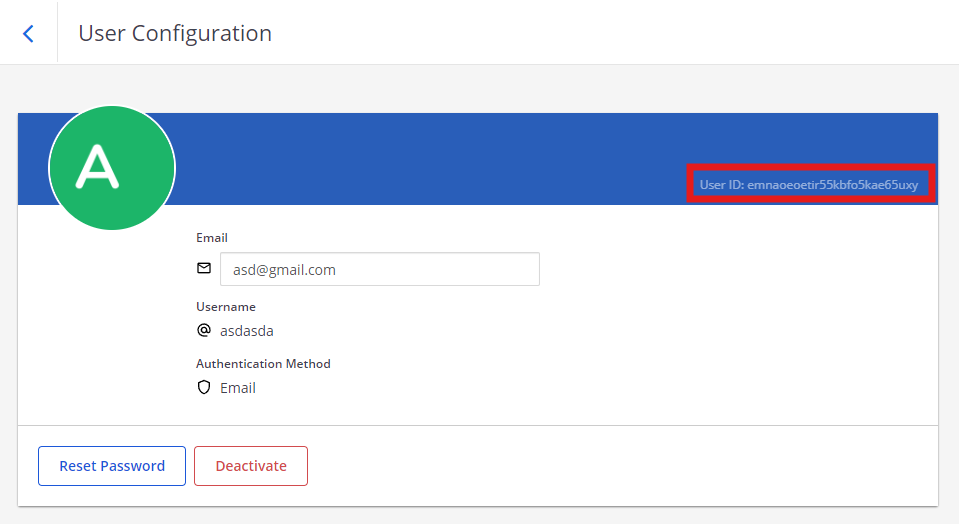 User Configuration
A
User ID: emnaoeoetir55kbfo5kae65uxy
Email
asd@gmail.com
Username
asdasda
Authentication Method
Email
Reset Password
Deactivate